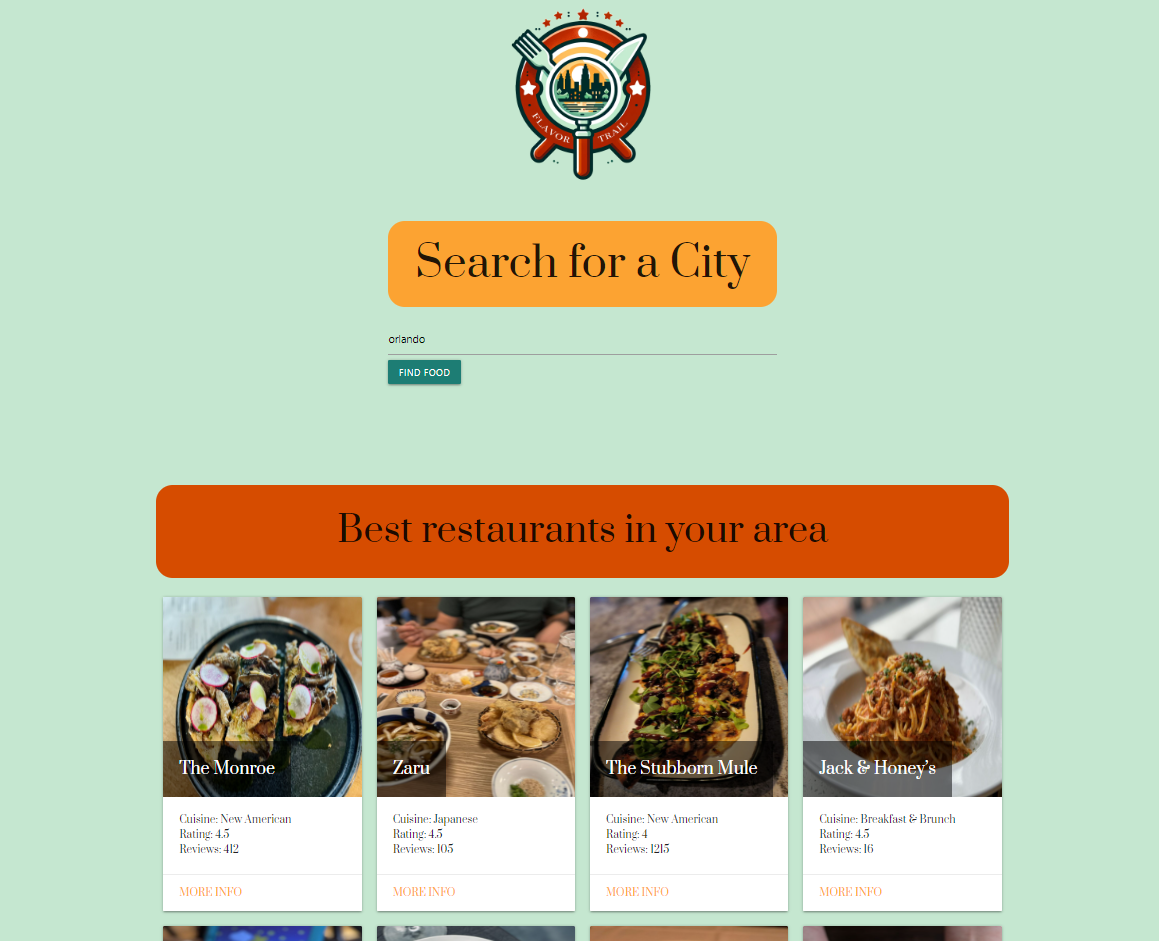 FLAVOR TRAIL
Search for a City
orlando
FIND FOOD
Best restaurants in your area
The Monroe
Cuisine: New American
Rating: 4.5
Reviews: 412
MORE INFO
Zaru
Cuisine: Japanese
Rating: 4.5
Reviews: 105
MORE INFO
The Stubborn Mule
Cuisine: New American
Rating: 4
Reviews: 1215
MORE INFO
Jack & Honey’s
Cuisine: Breakfast & Brunch
Rating: 4.5
Reviews: 16
MORE INFO